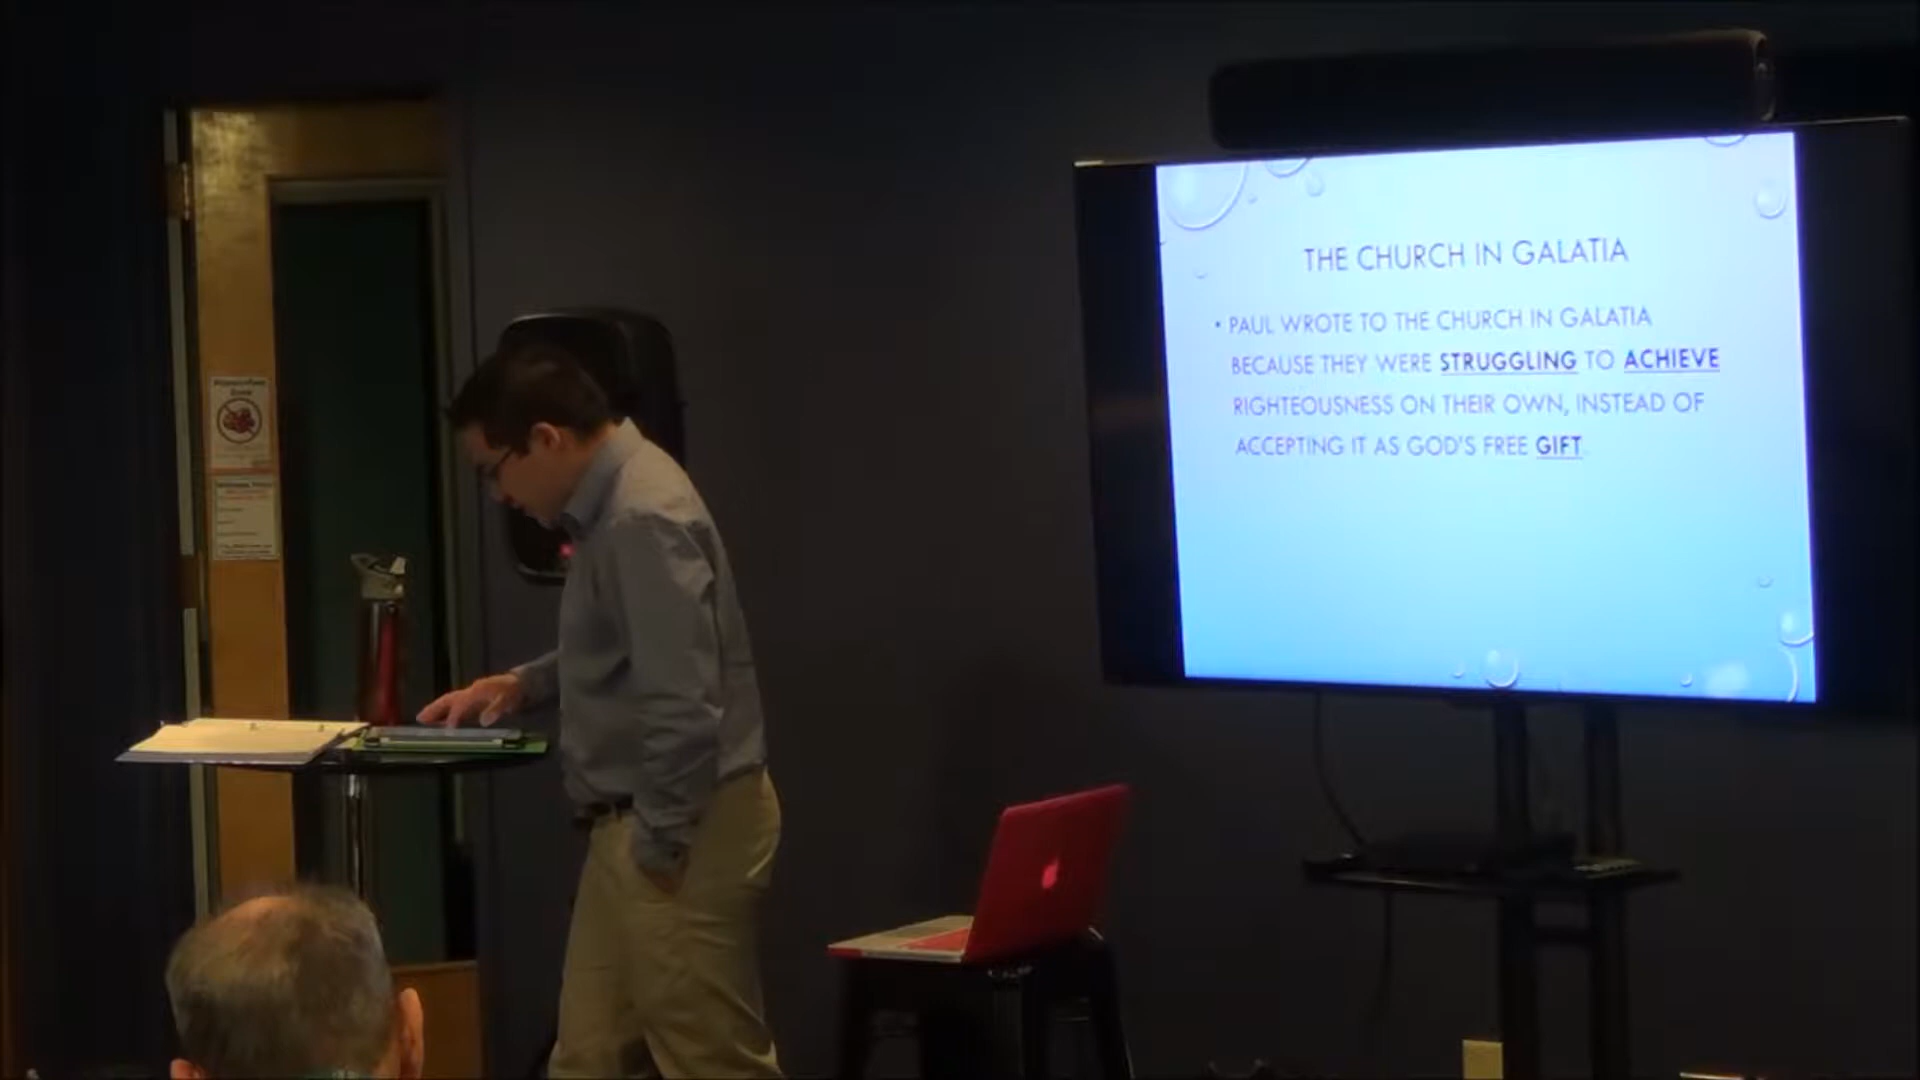 THE CHURCH IN GALATIA
• PAUL WROTE TO THE CHURCH IN GALATIA
BECAUSE THEY WERE STRUGGLING TO ACHIEVE
RIGHTEOUSNESS ON THEIR OWN, INSTEAD OF
ACCEPTING IT AS GOD'S FREE GIFT.